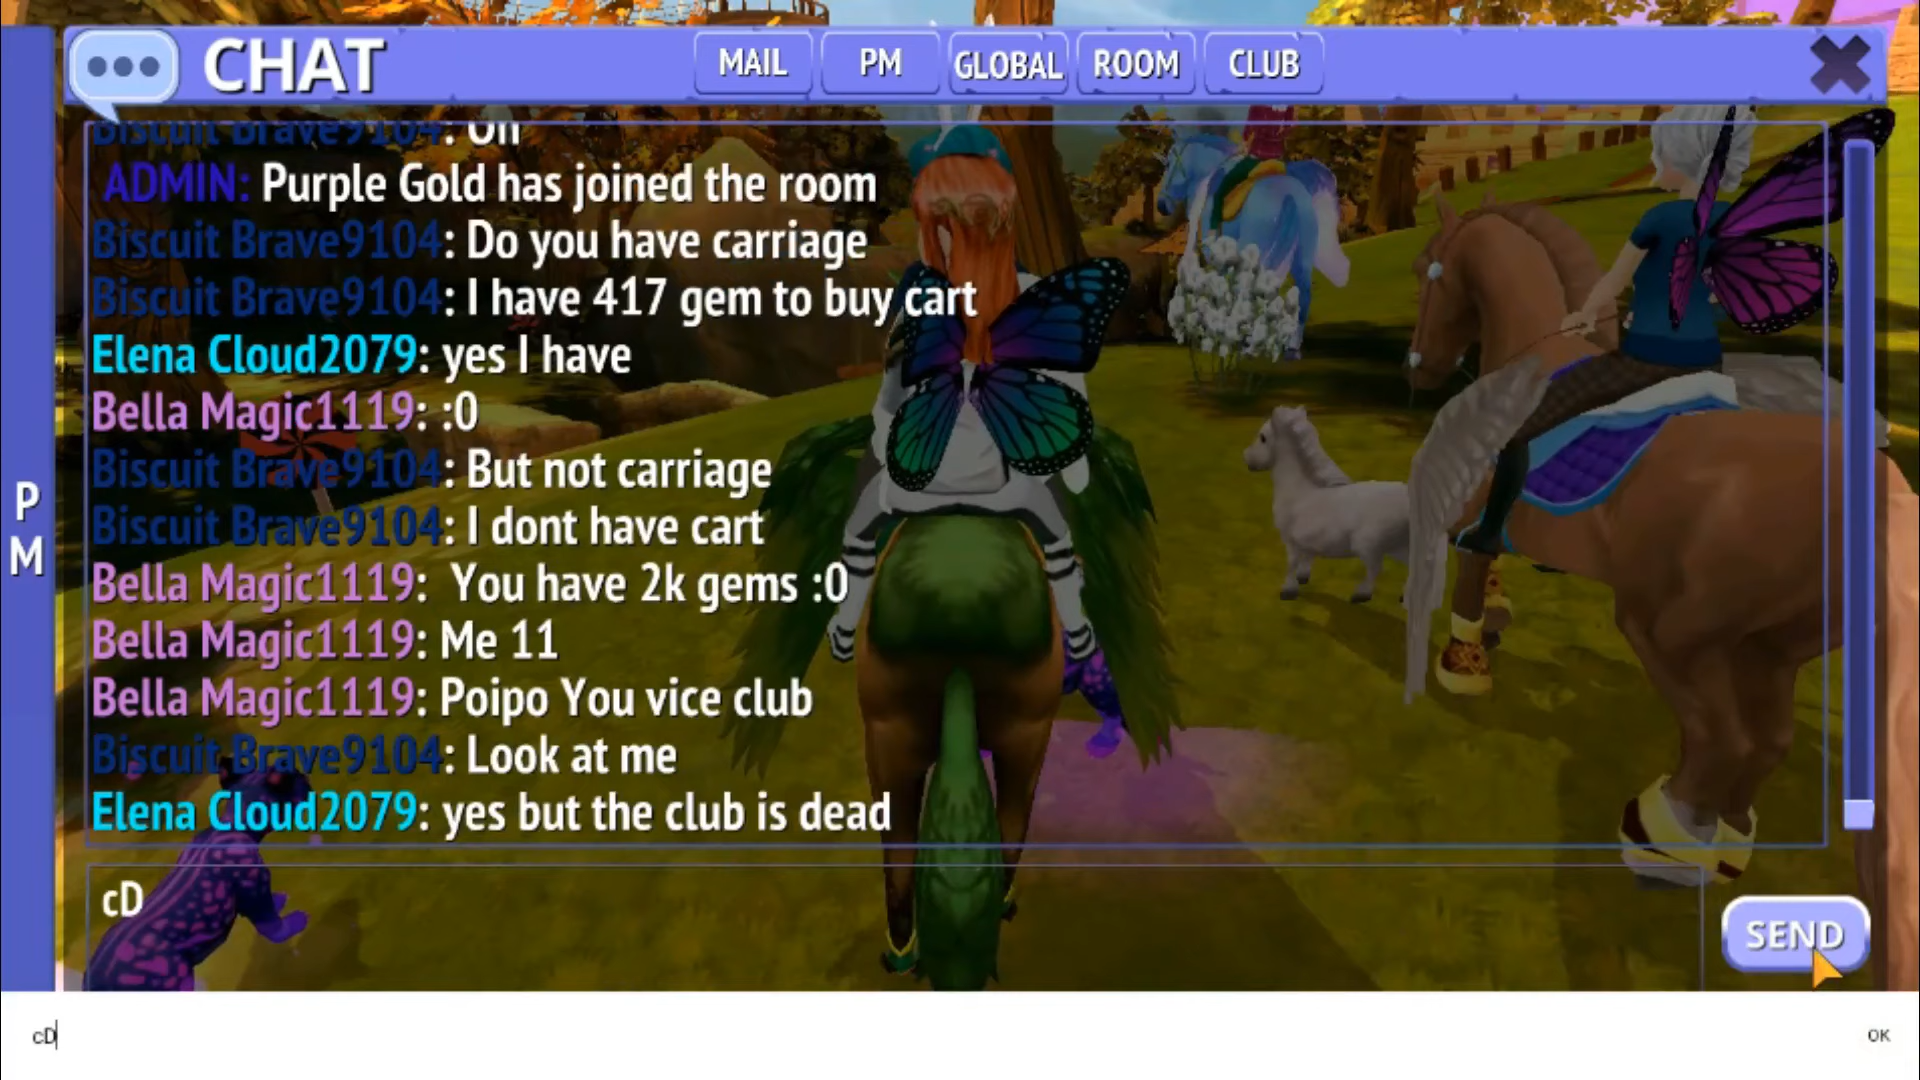 CHAT
MAIL PM GLOBAL ROOM CLUB
Biscuit Brave9104: Oh
ADMIN: Purple Gold has joined the room
Biscuit Brave9104: Do you have carriage
Biscuit Brave9104: I have 417 gem to buy cart
Elena Cloud2079: yes I have
Bella Magic1119: :0
Biscuit Brave9104: But not carriage
Biscuit Brave9104: I dont have cart
Bella Magic1119: You have 2k gems :0
Bella Magic1119: Me 11
Bella Magic1119: Poipo You vice club
Biscuit Brave9104: Look at me
Elena Cloud2079: yes but the club is dead
PM
cD
SEND
cD
OK